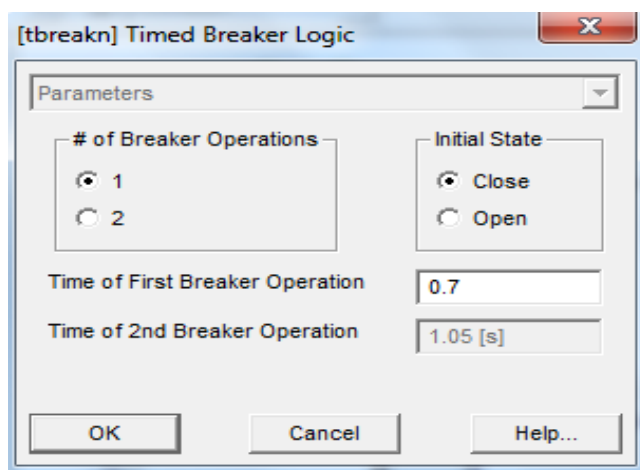 [tbreakn] Timed Breaker Logic
Parameters
# of Breaker Operations
1
2
Initial State
Close
Open
Time of First Breaker Operation
0.7
Time of 2nd Breaker Operation
1.05 [s]
OK
Cancel
Help...